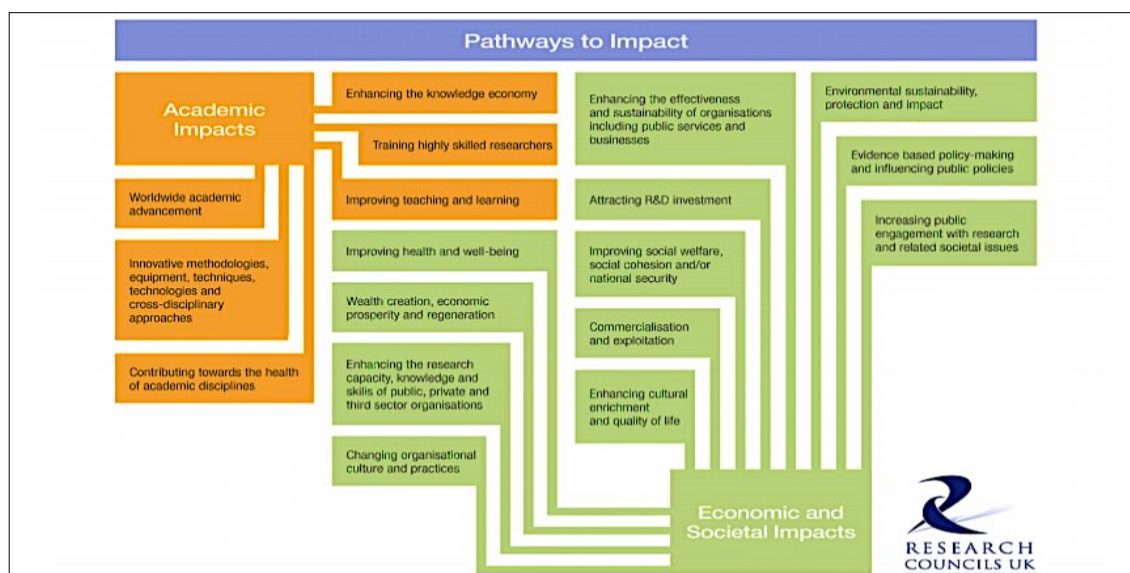 Pathways to Impact
Academic
Impacts
Enhancing the knowledge economy
Training highly skilled researchers
Improving teaching and learning
Worldwide academic
advancement
Innovative methodologies,
equipment, techniques,
technologies and
cross-disciplinary
approaches
Contributing towards the health
of academic disciplines
Improving health and well-being
Wealth creation, economic
prosperity and regeneration
Enhancing the research
capacity, knowledge and
skills of public, private and
third sector organisations
Changing organisational
culture and practices
Enhancing the effectiveness
and sustainability of organisations
including public services and
businesses
Attracting R&D investment
Improving social welfare,
social cohesion and/or
national security
Commercialisation
and exploitation
Enhancing cultural
enrichment
and quality of life
Environmental sustainability,
protection and impact
Evidence based policy-making
and influencing public policies
Increasing public
engagement with research
and related societal issues
Economic and
Societal Impacts
RESEARCH
COUNCILS UK